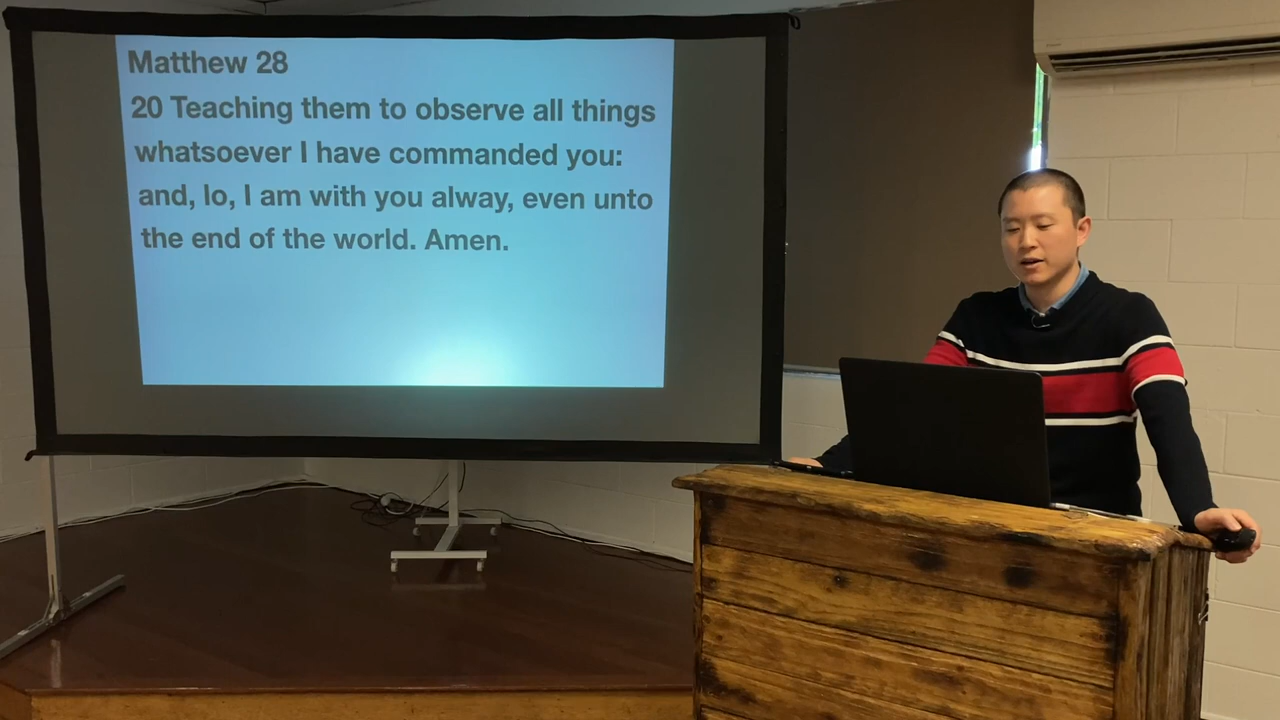 Matthew 28
20 Teaching them to observe all things
whatsoever I have commanded you:
and, lo, I am with you alway, even unto
the end of the world. Amen.